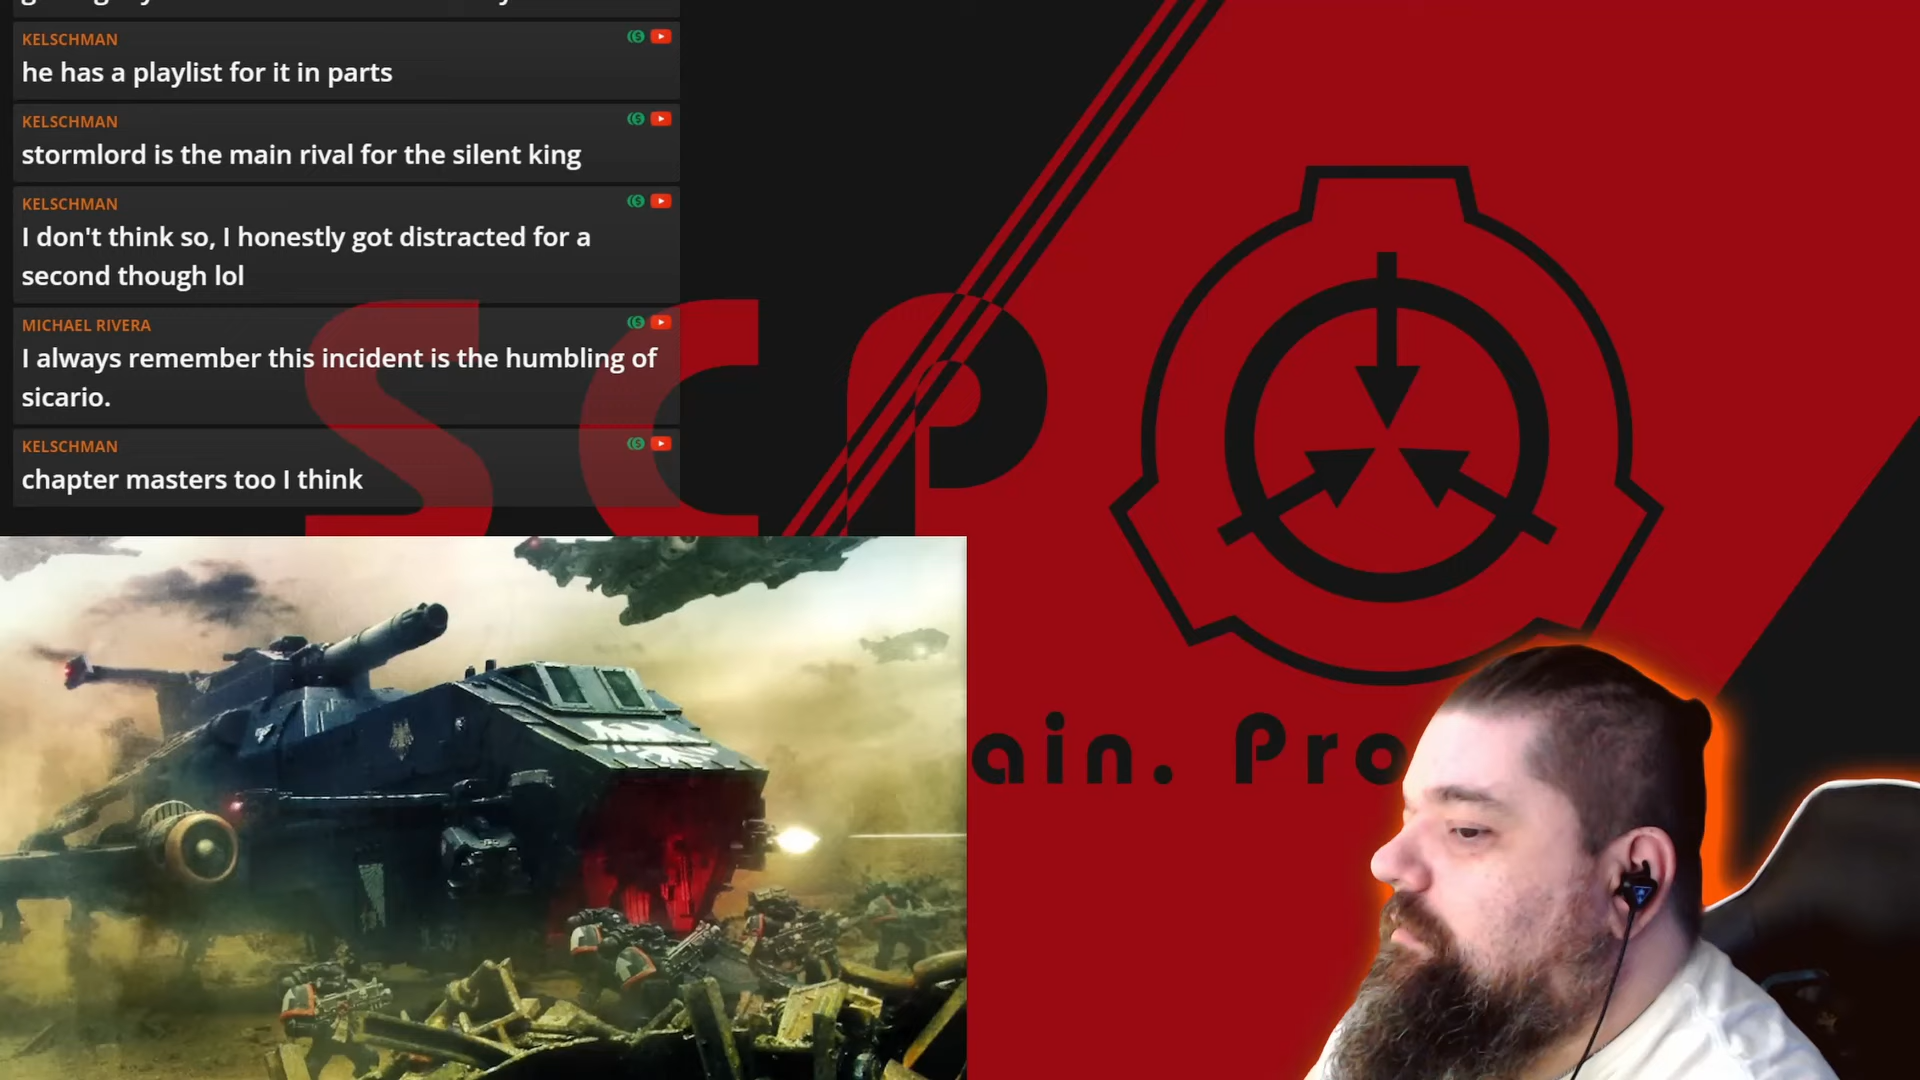 KELSCHMAN
he has a playlist for it in parts
KELSCHMAN
stormlord is the main rival for the silent king
KELSCHMAN
I don't think so, I honestly got distracted for a
second though lol
MICHAEL RIVERA
I always remember this incident is the humbling of
sicario.
KELSCHMAN
chapter masters too I think
SCP
ain. Pro